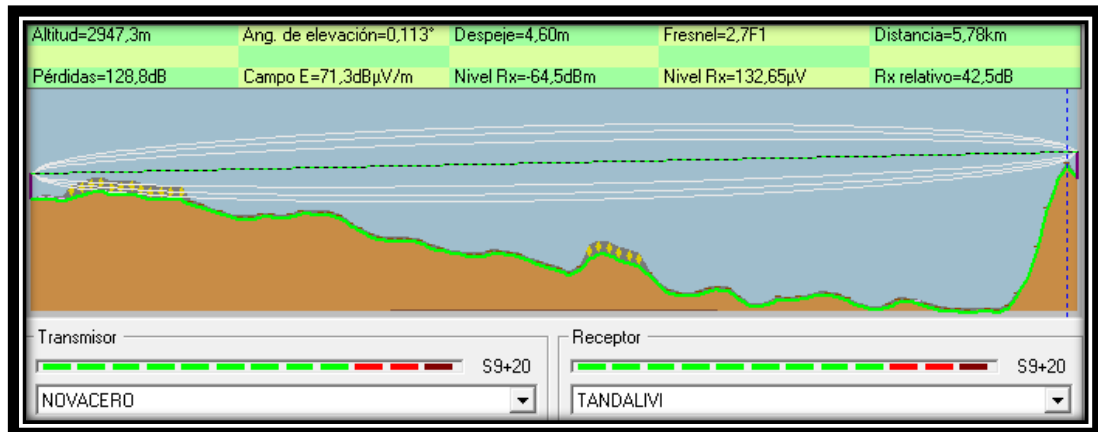 Altitud=2947,3m Ang. de elevación=0,113° Despeje=4,60m Fresnel=2,7F1 Distancia=5,78km
Pérdidas=128,8dB Campo E=71,3dBµV/m Nivel Rx=-64,5dBm Nivel Rx=132,65µV Rx relativo=42,5dB
Transmisor Receptor
S9+20 S9+20
NOVACERO TANDALIVI